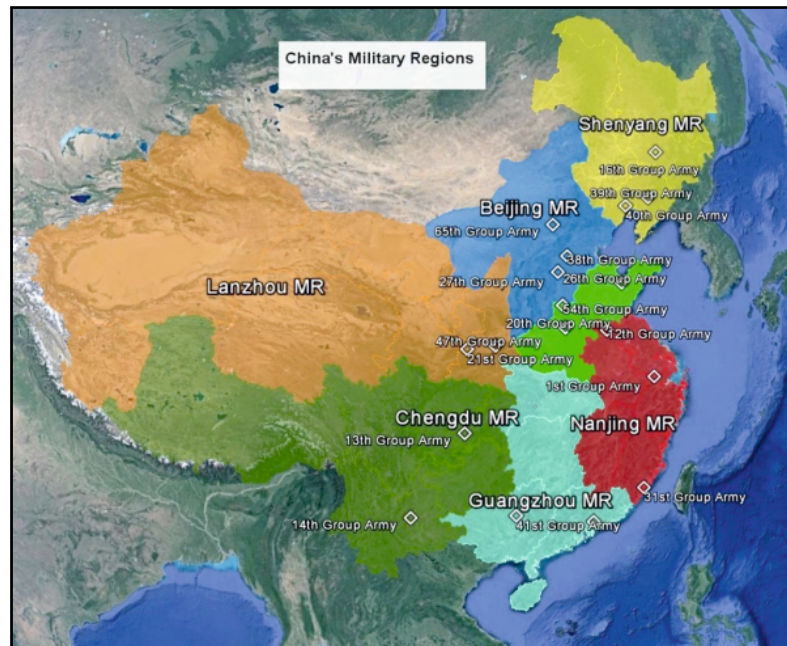 China's Military Regions
Shenyang MR
16th Group Army
39th Group Army
40th Group Army
Beijing MR
65th Group Army
38th Group Army
27th Group Army
26th Group Army
Lanzhou MR
54th Group Army
20th Group Army
12th Group Army
47th Group Army
21st Group Army
1st Group Army
Chengdu MR
Nanjing MR
13th Group Army
Guangzhou MR
31st Group Army
14th Group Army
41st Group Army